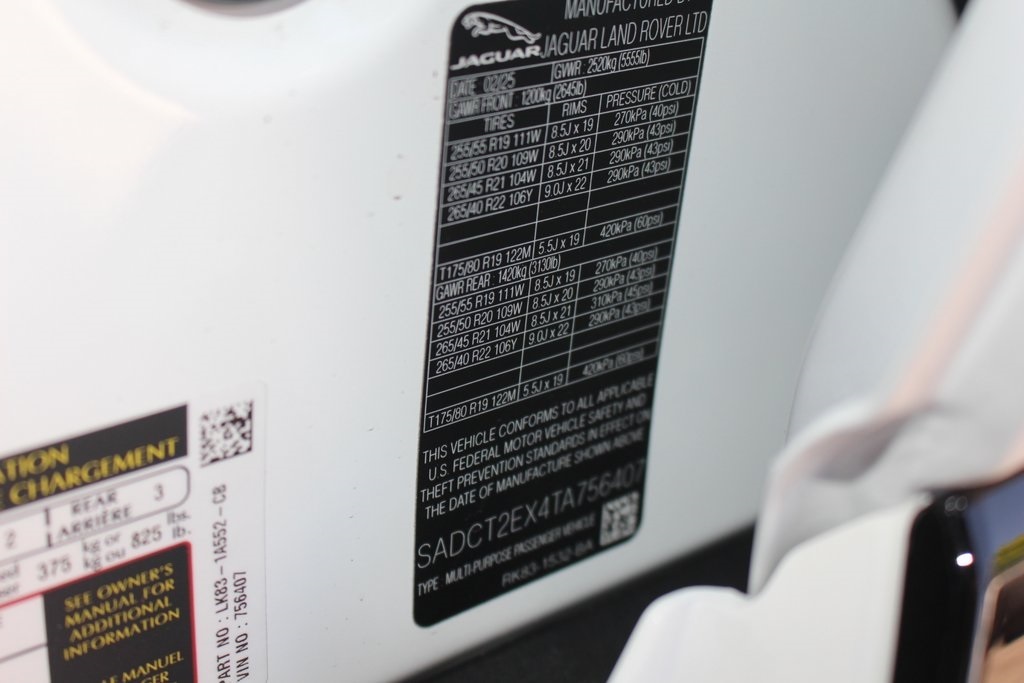 MANUFACTURED BY
JAGUAR JAGUAR LAND ROVER LTD
DATE 02/25 GVWR : 2520kg (5555lb)
GAWR FRONT 1200kg (2645lb)
TIRES RIMS PRESSURE (COLD)
255/55 R19 111W 8.5J x 19 270kPa (40psi)
255/50 R20 109W 8.5J x 20 290kPa (43psi)
265/45 R21 104W 8.5J x 21 290kPa (43psi)
265/40 R22 106Y 9.0J x 22 290kPa (43psi)
T175/80 R19 122M 5.5J x 19 420kPa (60psi)
GAWR REAR : 1420kg (3130lb)
255/55 R19 111W 8.5J x 19 270kPa (40psi)
255/50 R20 109W 8.5J x 20 290kPa (43psi)
265/45 R21 104W 8.5J x 21 310kPa (45psi)
265/40 R22 106Y 9.0J x 22 290kPa (43psi)
T175/80 R19 122M 5.5J x 19 420kPa (60psi)
THIS VEHICLE CONFORMS TO ALL APPLICABLE
U.S. FEDERAL MOTOR VEHICLE SAFETY AND
THEFT PREVENTION STANDARDS IN EFFECT ON
THE DATE OF MANUFACTURE SHOWN ABOVE
SADCT2EX4TA756407
TYPE : MULTI-PURPOSE PASSENGER VEHICLE
RK83-1532-BA
ATION
E CHARGEMENT
2 REAR 3
ARRIÈRE
375 kg or 825 lbs.
kg ou lb.
SEE OWNER'S
MANUAL FOR
ADDITIONAL
INFORMATION
MANUEL
PART NO : LK83-1A552-CB
VIN NO : 756407